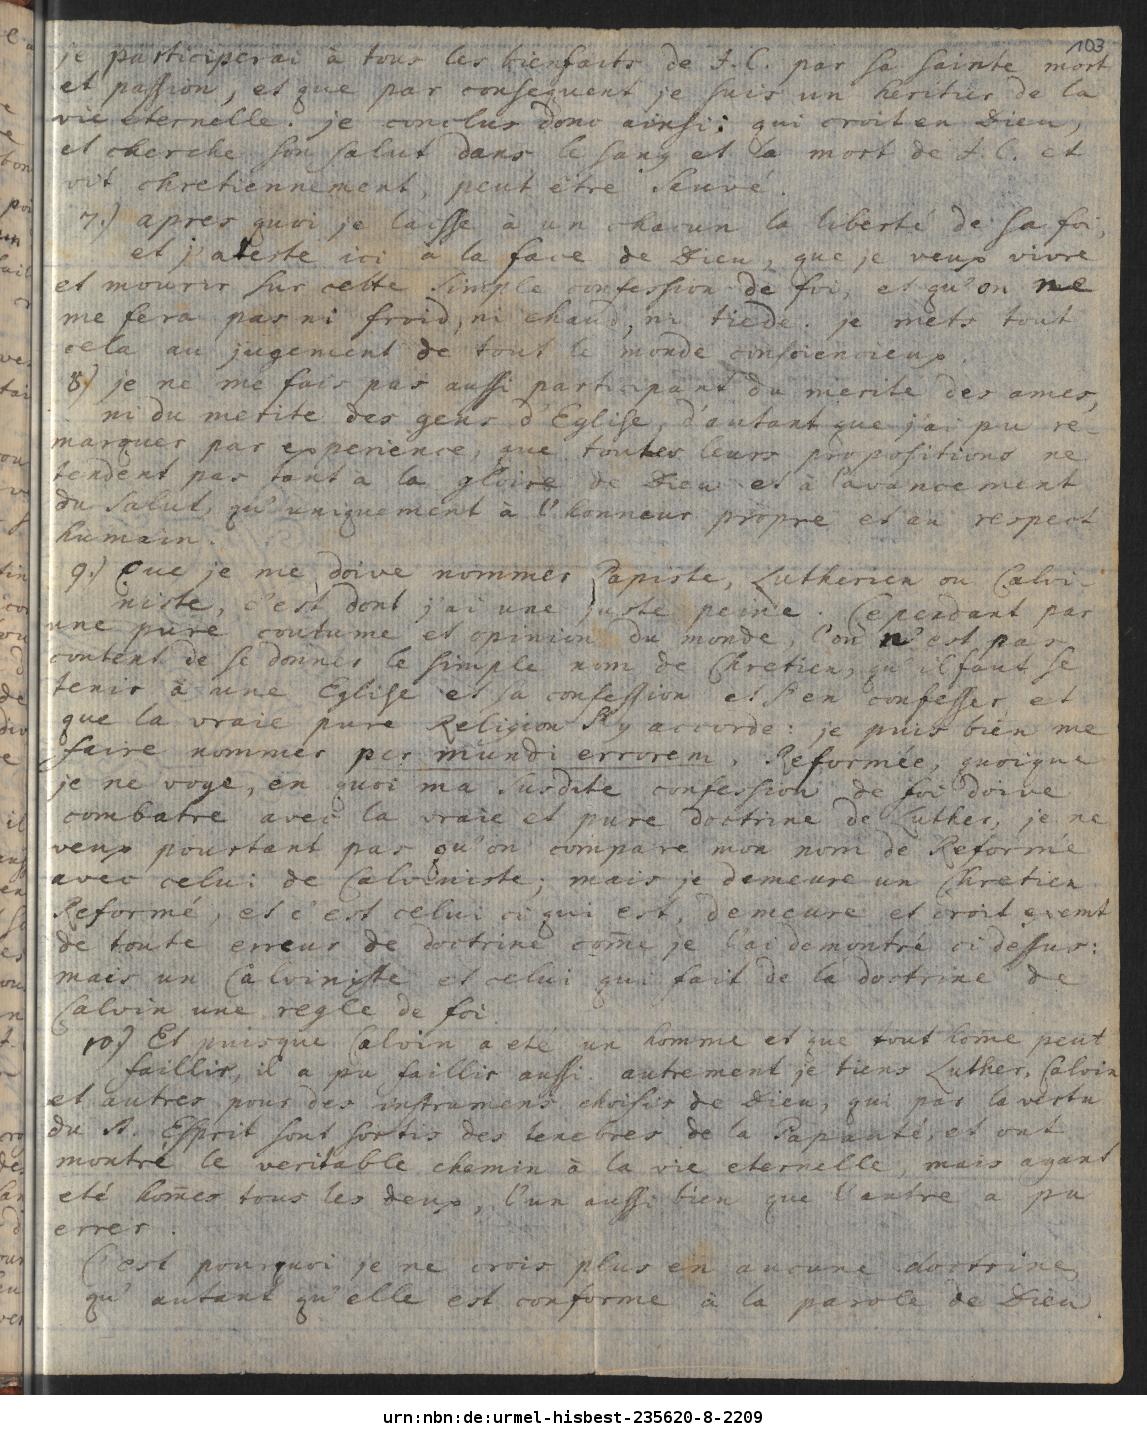 103
je participerai à tous les bienfaits de J.C. par sa sainte mort
et passion, et que par consequent je suis un heritier de la
vie eternelle. je conclus donc ainsi: qui croit en Dieu,
et cherche son salut dans le sang et la mort de J.C. et
vit chretiennement, peut être sauvé.
7.) apres quoi je laisse à un chacun la liberté de sa foi,
et j'ateste ici à la face de Dieu, que je veux vivre
et mourir sur cette simple confession de foi, et qu'on ne
me fera pas ni froid, ni chaud, ni tiede. je mets tout
cela au jugement de tout le monde consciencieux.
8) je ne me fais pas aussi participant du merite des ames,
ni du merite des gens d'Eglise, d'autant que j'ai pu re-
marquer par experience, que toutes leurs propositions ne
tendent pas tant à la gloire de Dieu et à l'avancement
du salut, qu'uniquement à l'honneur propre et au respect
humain.
9.) Que je me doive nommer Papiste, Lutherien ou Calvi-
niste, c'est dont j'ai une juste peine. Cependant par
une pure coutume et opinion du monde, l'on n'est pas
content de se donner le simple nom de Chretien, qu'il faut se
tenir à une Eglise et sa confession et s'en confesser, et
que la vraie pure Religion s'y accorde: je puis bien me
faire nommer per mundi errorem, Reformée, quoique
je ne voye, en quoi ma susdite confession de foi doive
combatre avec la vraie et pure doctrine de Luther, je ne
veux pourtant pas qu'on compare mon nom de Reformé
avec celui de Calviniste; mais je demeure un Chretien
Reformé, et c'est celui ci qui est, demeure et croit exemt
de toute erreur de doctrine com̄e je l'ai demontré ci dessus:
mais un Calviniste et celui qui fait de la doctrine de
Calvin une regle de foi.
10.) Et puisque Calvin a eté un homme et que tout hom̄e peut
faillir, il a pu faillir aussi. autrement je tiens Luther, Calvin
et autres pour des instrumens choisis de Dieu, qui par la vertu
du St. Esprit sont sortis des tenebres de la Papauté, et ont
montré le veritable chemin à la vie eternelle, mais ayant
eté hom̄es tous les deux, l'un aussi bien que l'autre a pu
errer.
C'est pourquoi je ne crois plus en aucune doctrine,
qu'autant qu'elle est conforme à la parole de Dieu.
urn:nbn:de:urmel-hisbest-235620-8-2209